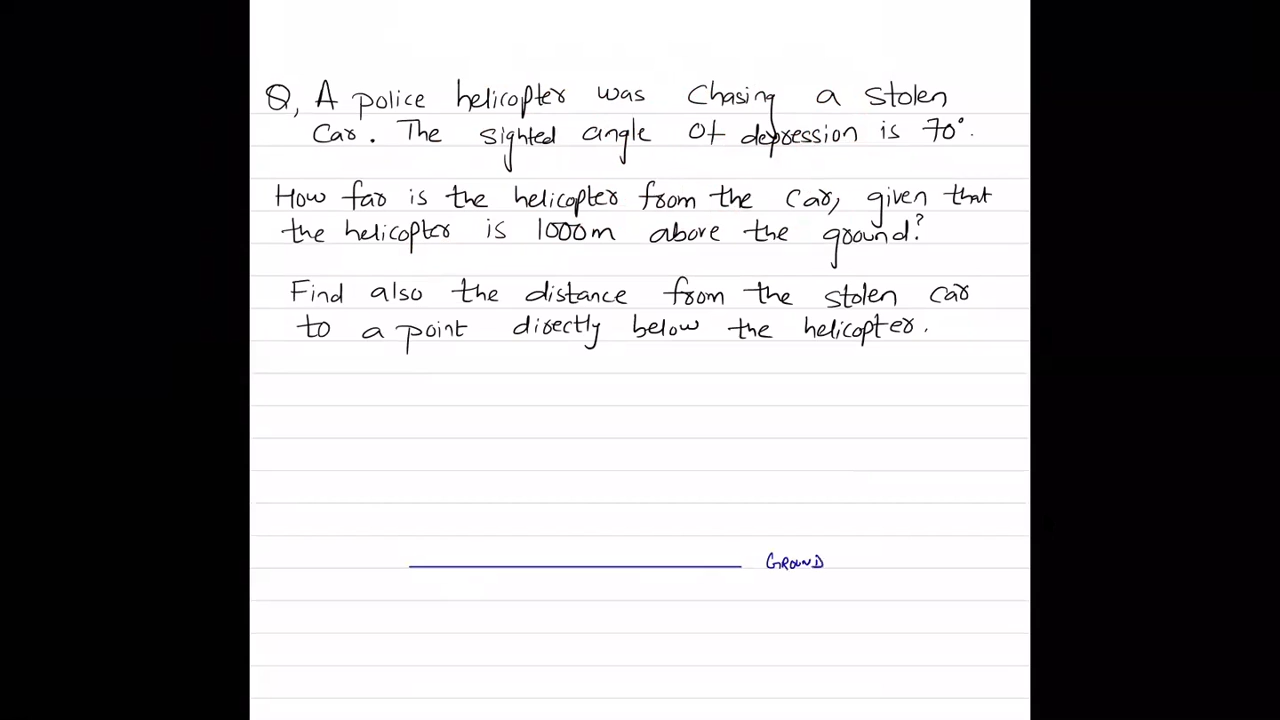 Q, A police helicopter was chasing a stolen
car. The sighted angle of depression is 70°.
How far is the helicopter from the car, given that
the helicopter is 1000m above the ground?
Find also the distance from the stolen car
to a point directly below the helicopter.
GROUND